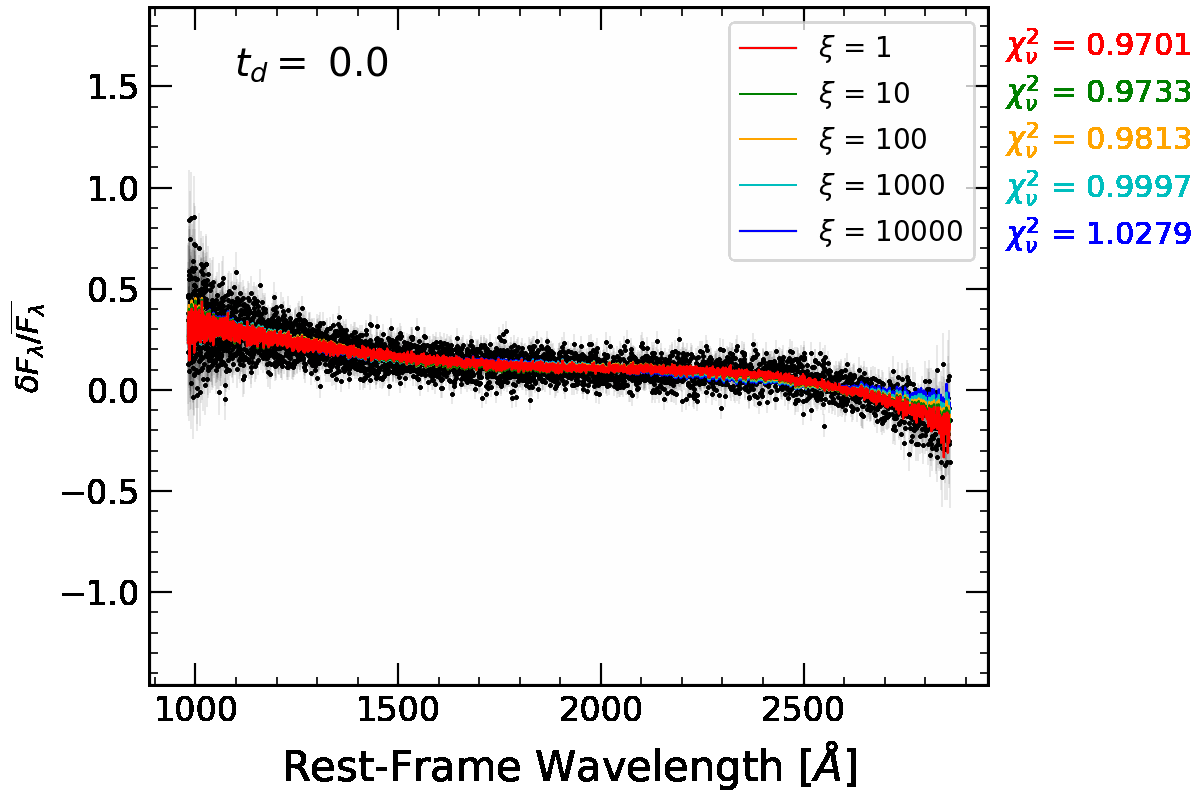 t_d = 0.0
ξ = 1
ξ = 10
ξ = 100
ξ = 1000
ξ = 10000
χ²_ν = 0.9701
χ²_ν = 0.9733
χ²_ν = 0.9813
χ²_ν = 0.9997
χ²_ν = 1.0279
δF_λ/F̅_λ
1.5
1.0
0.5
0.0
−0.5
−1.0
1000 1500 2000 2500
Rest-Frame Wavelength [Å]